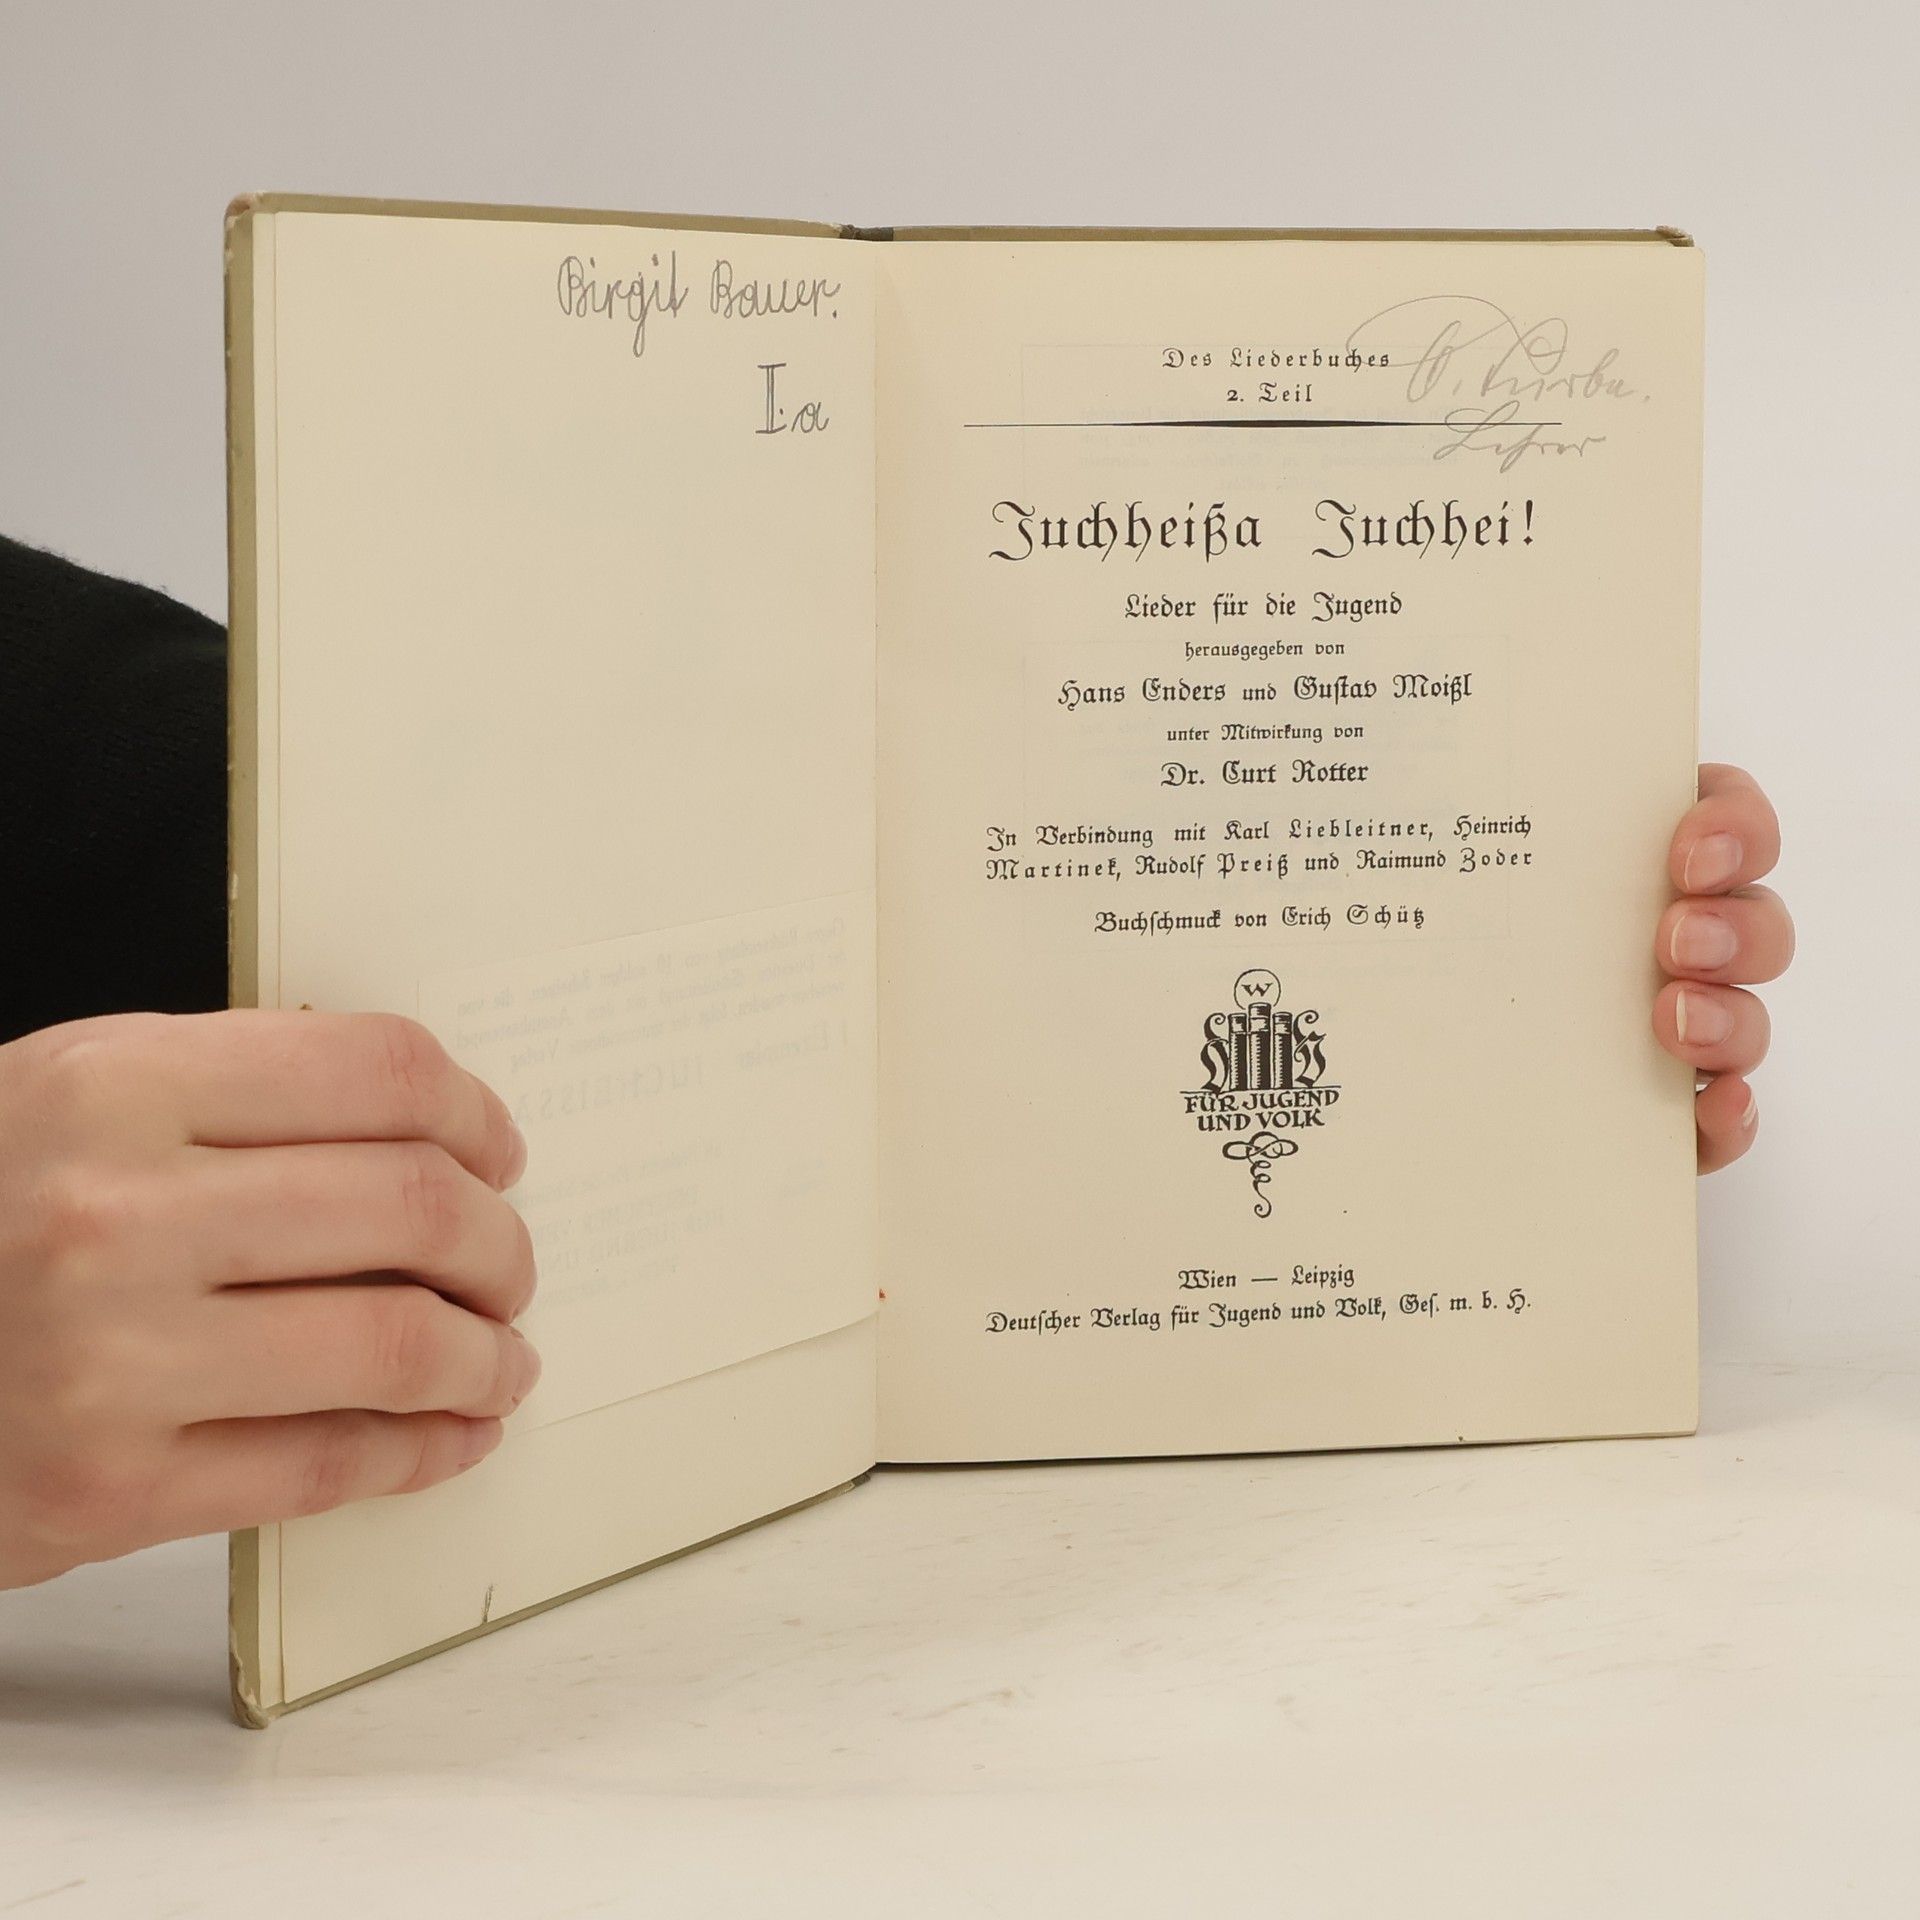 Birgit Bauer.
I.a
Des Liederbuches
2. Teil
Lehrer
Juchheißa Juchhei!
Lieder für die Jugend
herausgegeben von
Hans Enders und Gustav Moißl
unter Mitwirkung von
Dr. Curt Rotter
In Verbindung mit Karl Liebleitner, Heinrich
Martinek, Rudolf Preiß und Raimund Zoder
Buchschmuck von Erich Schütz
W
FÜR JUGEND
UND VOLK
Wien — Leipzig
Deutscher Verlag für Jugend und Volk, Ges. m. b. H.